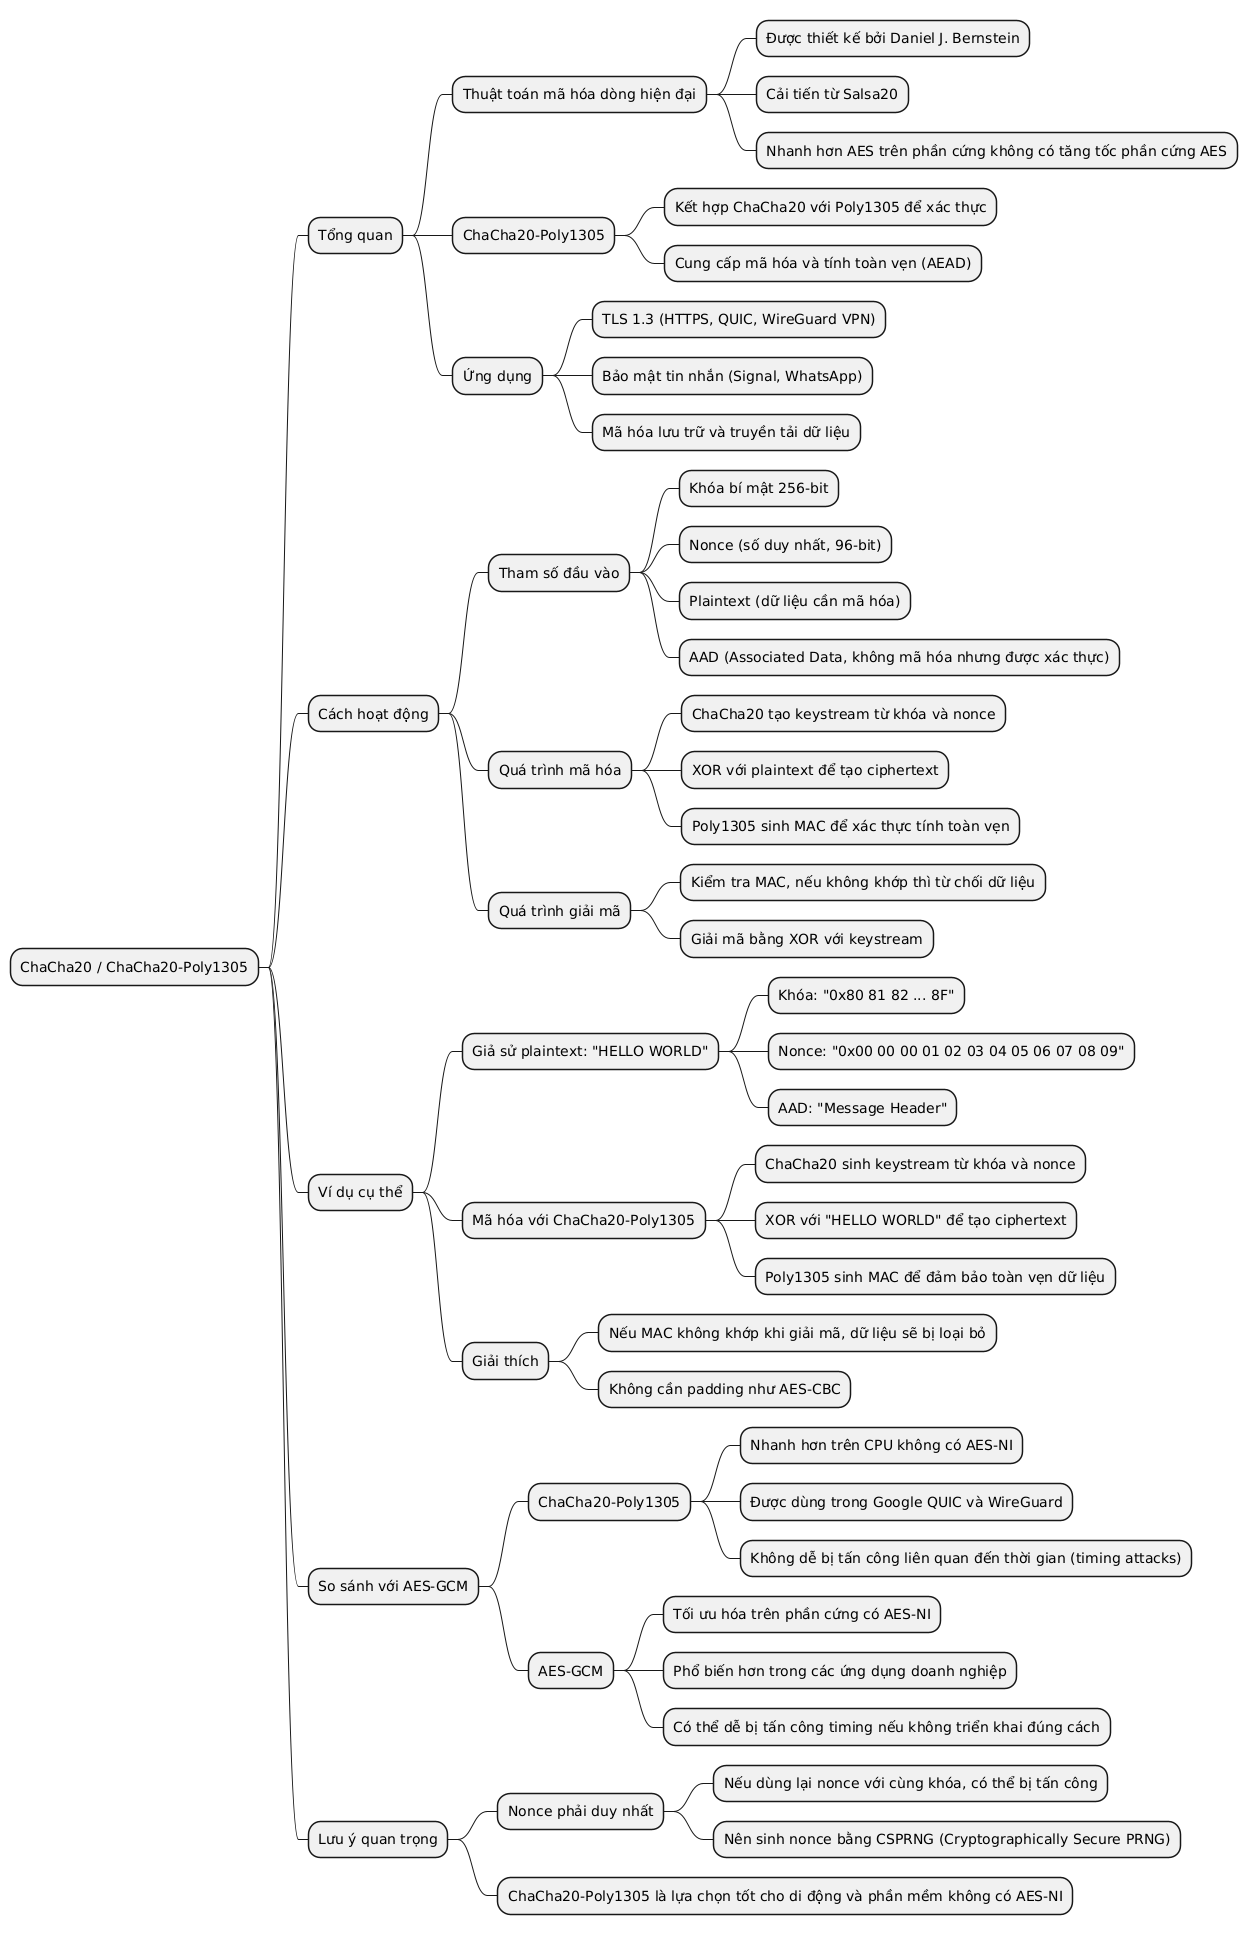 ChaCha20 / ChaCha20-Poly1305
Tổng quan
Thuật toán mã hóa dòng hiện đại
Được thiết kế bởi Daniel J. Bernstein
Cải tiến từ Salsa20
Nhanh hơn AES trên phần cứng không có tăng tốc phần cứng AES
ChaCha20-Poly1305
Kết hợp ChaCha20 với Poly1305 để xác thực
Cung cấp mã hóa và tính toàn vẹn (AEAD)
Ứng dụng
TLS 1.3 (HTTPS, QUIC, WireGuard VPN)
Bảo mật tin nhắn (Signal, WhatsApp)
Mã hóa lưu trữ và truyền tải dữ liệu
Cách hoạt động
Tham số đầu vào
Khóa bí mật 256-bit
Nonce (số duy nhất, 96-bit)
Plaintext (dữ liệu cần mã hóa)
AAD (Associated Data, không mã hóa nhưng được xác thực)
Quá trình mã hóa
ChaCha20 tạo keystream từ khóa và nonce
XOR với plaintext để tạo ciphertext
Poly1305 sinh MAC để xác thực tính toàn vẹn
Quá trình giải mã
Kiểm tra MAC, nếu không khớp thì từ chối dữ liệu
Giải mã bằng XOR với keystream
Ví dụ cụ thể
Giả sử plaintext: "HELLO WORLD"
Khóa: "0x80 81 82 ... 8F"
Nonce: "0x00 00 00 01 02 03 04 05 06 07 08 09"
AAD: "Message Header"
Mã hóa với ChaCha20-Poly1305
ChaCha20 sinh keystream từ khóa và nonce
XOR với "HELLO WORLD" để tạo ciphertext
Poly1305 sinh MAC để đảm bảo toàn vẹn dữ liệu
Giải thích
Nếu MAC không khớp khi giải mã, dữ liệu sẽ bị loại bỏ
Không cần padding như AES-CBC
So sánh với AES-GCM
ChaCha20-Poly1305
Nhanh hơn trên CPU không có AES-NI
Được dùng trong Google QUIC và WireGuard
Không dễ bị tấn công liên quan đến thời gian (timing attacks)
AES-GCM
Tối ưu hóa trên phần cứng có AES-NI
Phổ biến hơn trong các ứng dụng doanh nghiệp
Có thể dễ bị tấn công timing nếu không triển khai đúng cách
Lưu ý quan trọng
Nonce phải duy nhất
Nếu dùng lại nonce với cùng khóa, có thể bị tấn công
Nên sinh nonce bằng CSPRNG (Cryptographically Secure PRNG)
ChaCha20-Poly1305 là lựa chọn tốt cho di động và phần mềm không có AES-NI